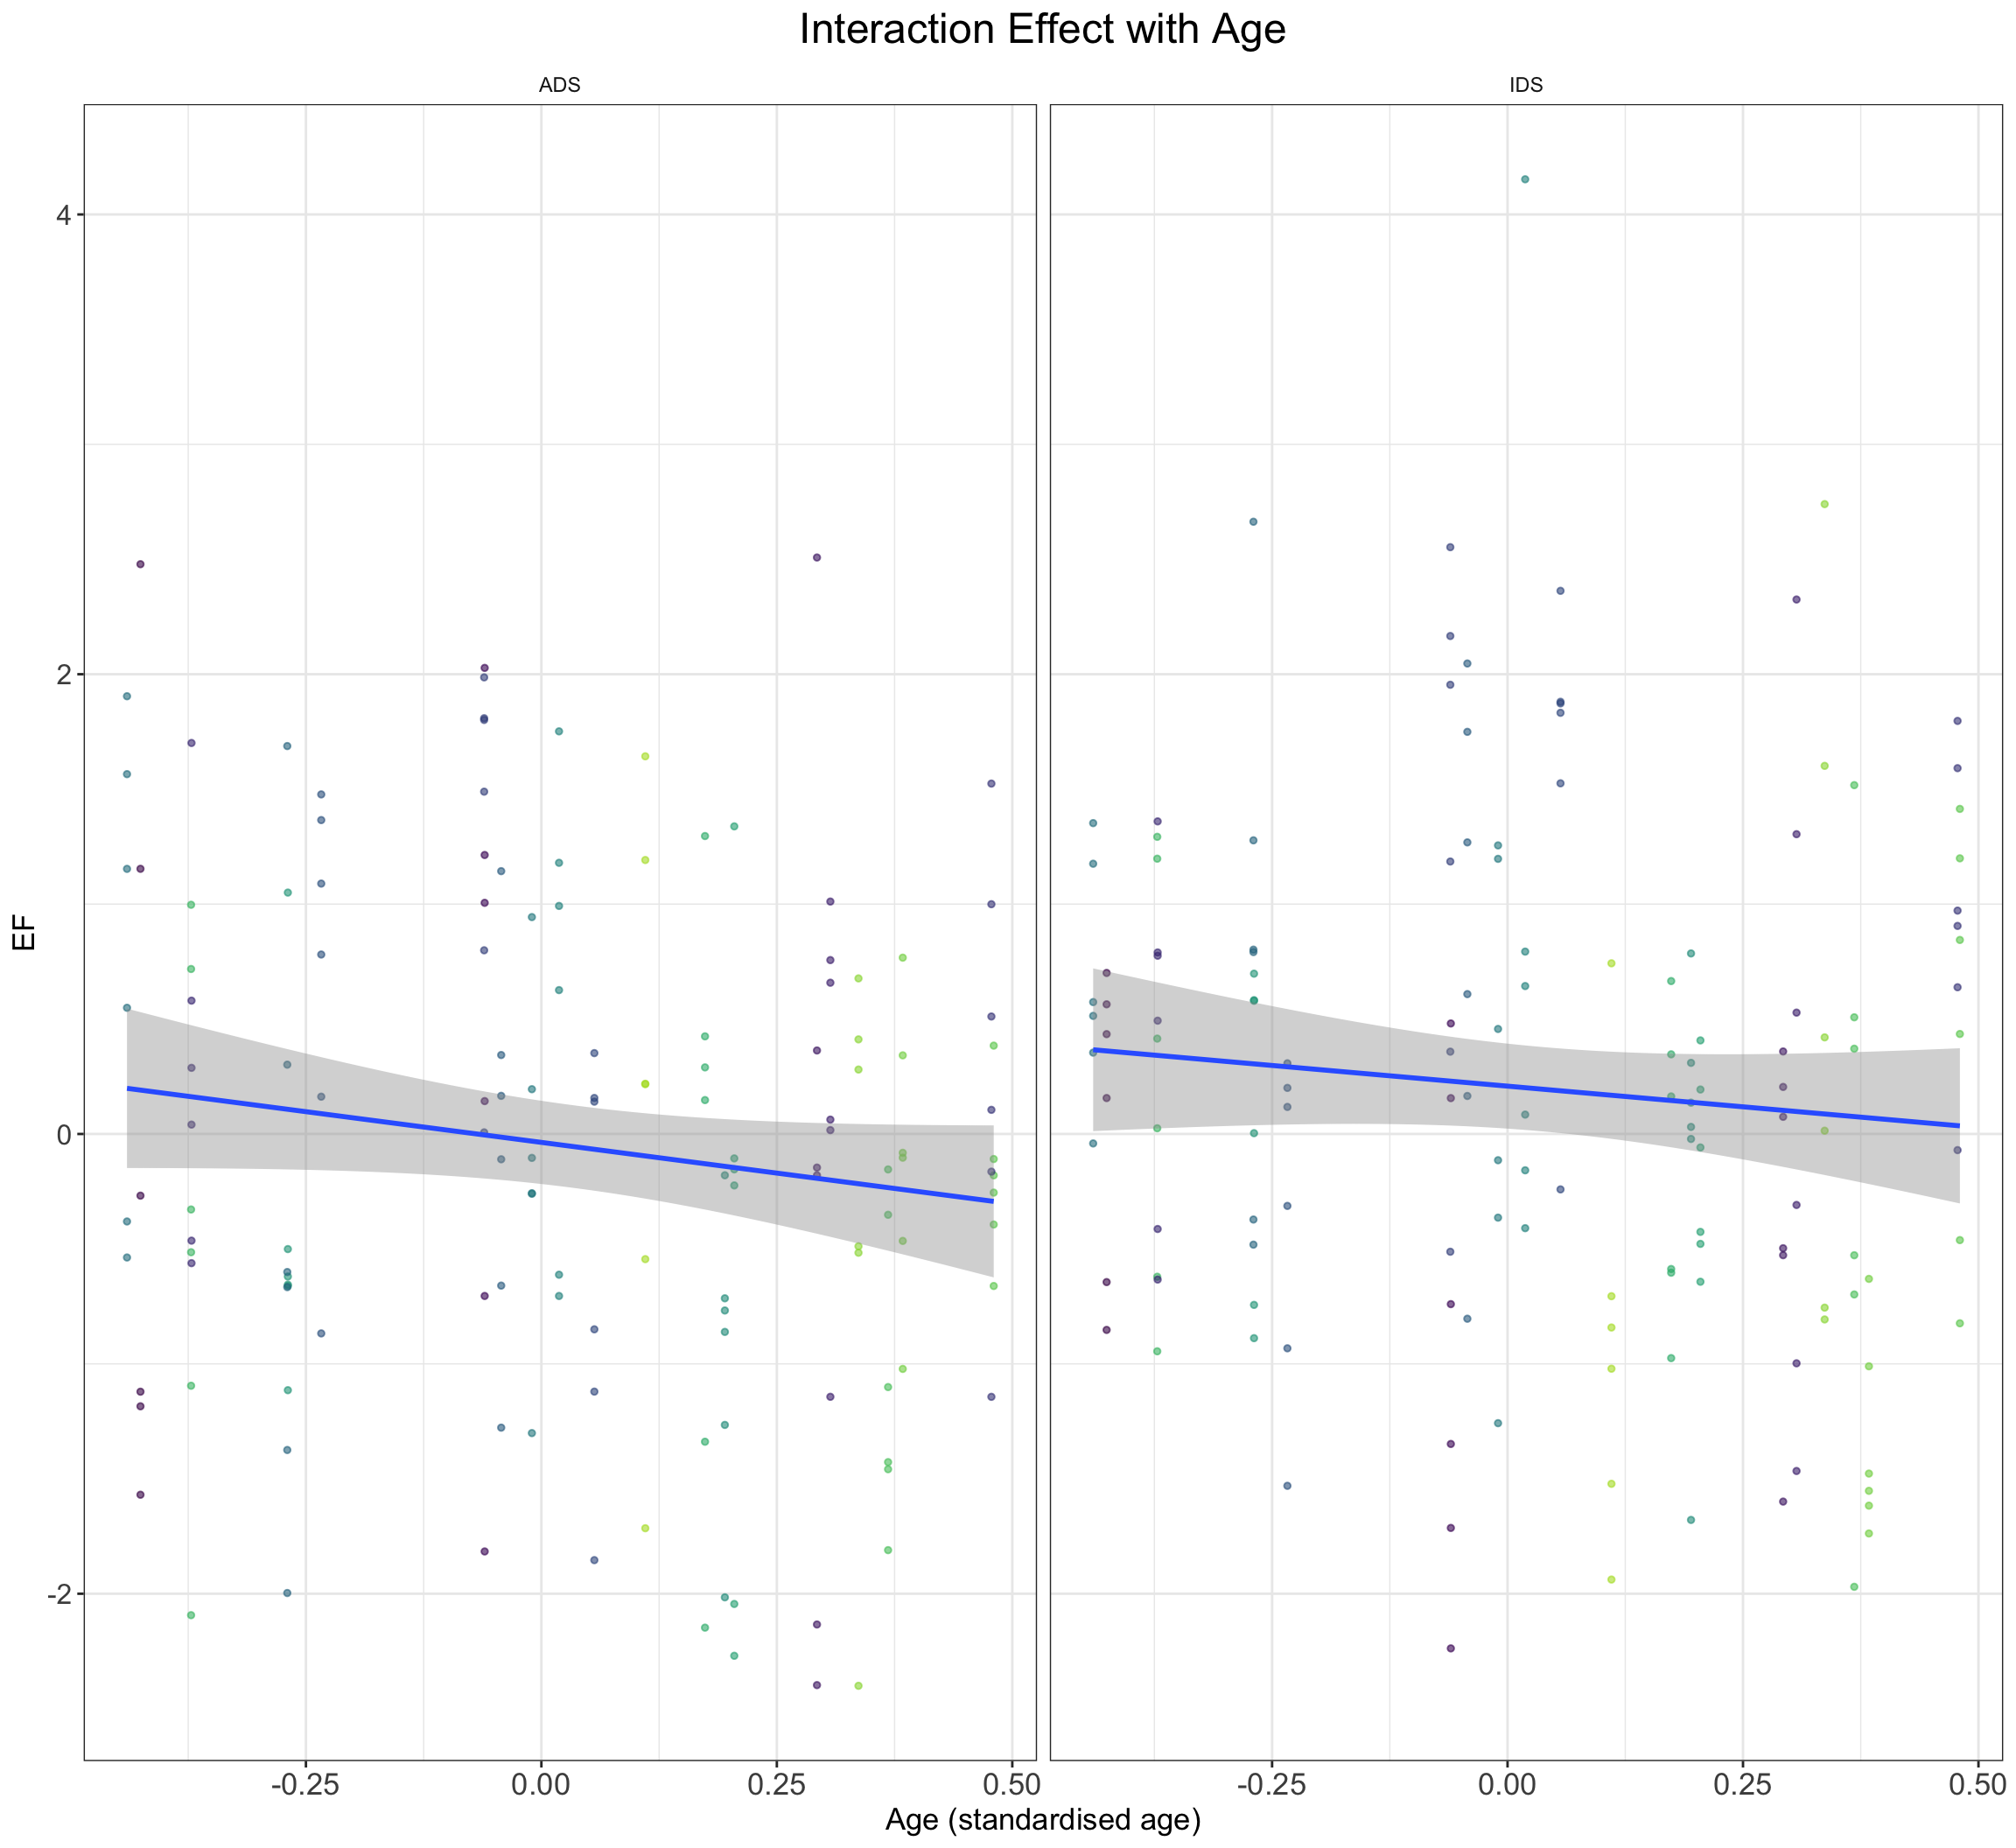 Interaction Effect with Age
ADS
IDS
EF
4
2
0
-2
-0.25 0.00 0.25 0.50
-0.25 0.00 0.25 0.50
Age (standardised age)